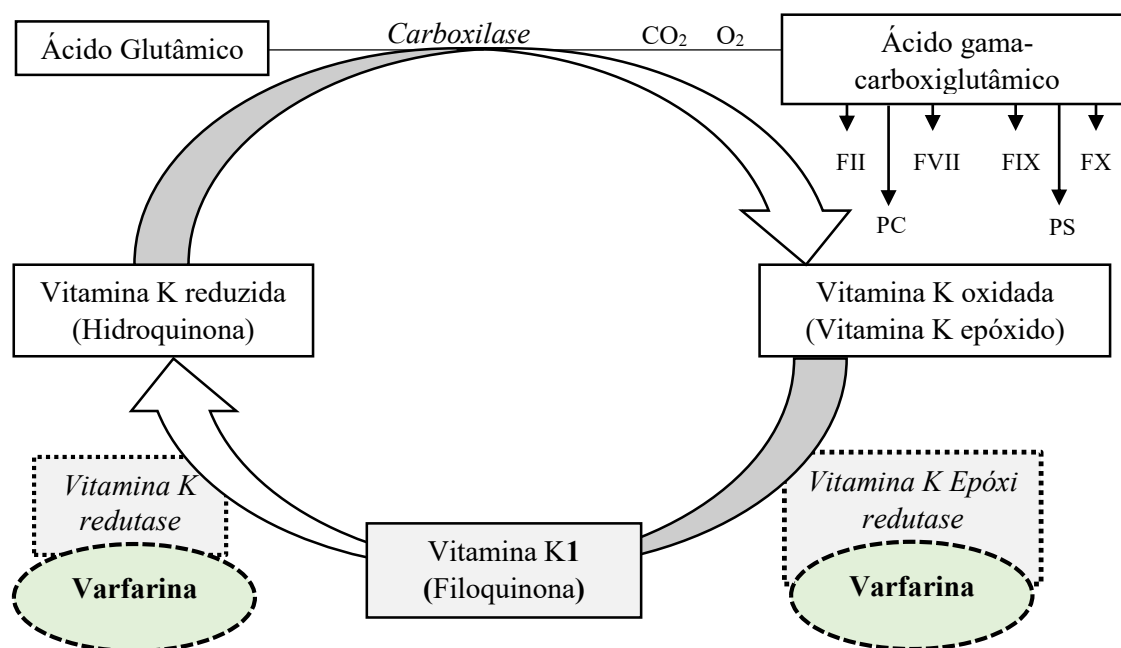 Ácido Glutâmico
Carboxilase
CO₂ O₂
Ácido gama-
carboxiglutâmico
FII
FVII
FIX
FX
PC
PS
Vitamina K reduzida
(Hidroquinona)
Vitamina K oxidada
(Vitamina K epóxido)
Vitamina K
redutase
Varfarina
Vitamina K1
(Filoquinona)
Vitamina K Epóxi
redutase
Varfarina